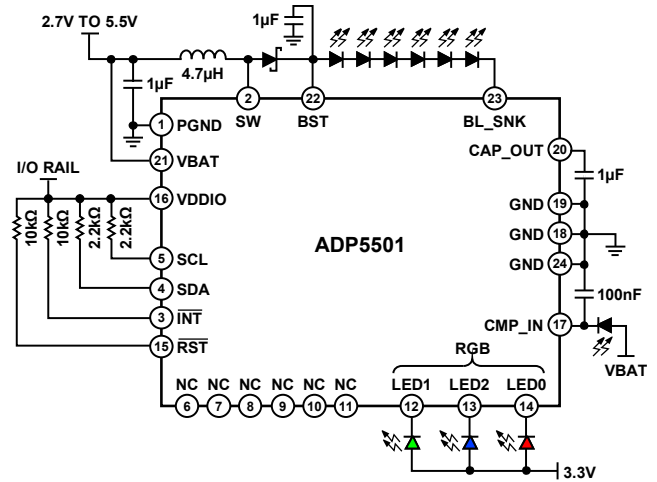 2.7V TO 5.5V
1µF
4.7µH
1µF
2
22
23
SW
BST
BL_SNK
1
PGND
21
VBAT
I/O RAIL
16
VDDIO
10kΩ
10kΩ
2.2kΩ
2.2kΩ
5
SCL
4
SDA
3
INT
15
RST
ADP5501
CAP_OUT
20
1µF
GND
19
GND
18
GND
24
100nF
CMP_IN
17
VBAT
RGB
NC
NC
NC
NC
NC
NC
LED1
LED2
LED0
6
7
8
9
10
11
12
13
14
3.3V